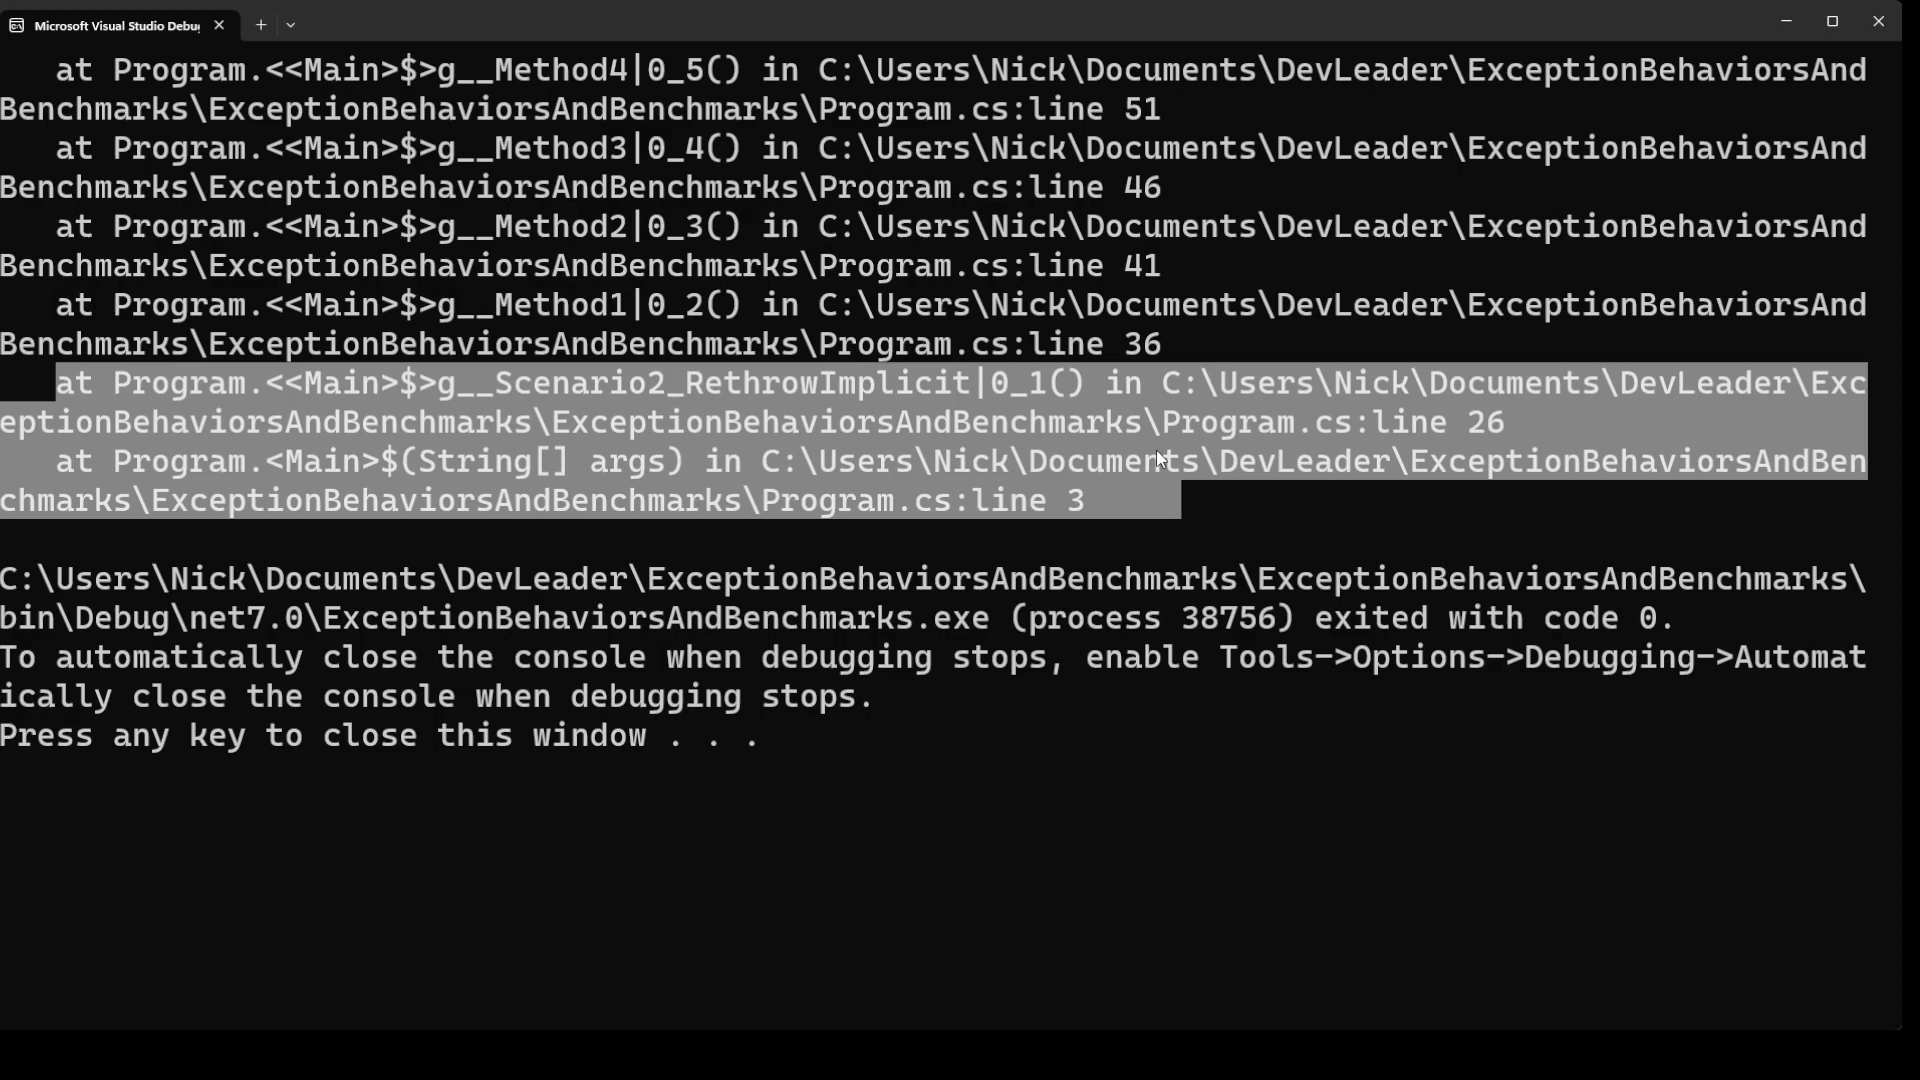 Microsoft Visual Studio Debu
at Program.<<Main>$>g__Method4|0_5() in C:\Users\Nick\Documents\DevLeader\ExceptionBehaviorsAnd
Benchmarks\ExceptionBehaviorsAndBenchmarks\Program.cs:line 51
at Program.<<Main>$>g__Method3|0_4() in C:\Users\Nick\Documents\DevLeader\ExceptionBehaviorsAnd
Benchmarks\ExceptionBehaviorsAndBenchmarks\Program.cs:line 46
at Program.<<Main>$>g__Method2|0_3() in C:\Users\Nick\Documents\DevLeader\ExceptionBehaviorsAnd
Benchmarks\ExceptionBehaviorsAndBenchmarks\Program.cs:line 41
at Program.<<Main>$>g__Method1|0_2() in C:\Users\Nick\Documents\DevLeader\ExceptionBehaviorsAnd
Benchmarks\ExceptionBehaviorsAndBenchmarks\Program.cs:line 36
at Program.<<Main>$>g__Scenario2_RethrowImplicit|0_1() in C:\Users\Nick\Documents\DevLeader\Exc
eptionBehaviorsAndBenchmarks\ExceptionBehaviorsAndBenchmarks\Program.cs:line 26
at Program.<Main>$(String[] args) in C:\Users\Nick\Documents\DevLeader\ExceptionBehaviorsAndBen
chmarks\ExceptionBehaviorsAndBenchmarks\Program.cs:line 3
C:\Users\Nick\Documents\DevLeader\ExceptionBehaviorsAndBenchmarks\ExceptionBehaviorsAndBenchmarks\
bin\Debug\net7.0\ExceptionBehaviorsAndBenchmarks.exe (process 38756) exited with code 0.
To automatically close the console when debugging stops, enable Tools->Options->Debugging->Automat
ically close the console when debugging stops.
Press any key to close this window . . .